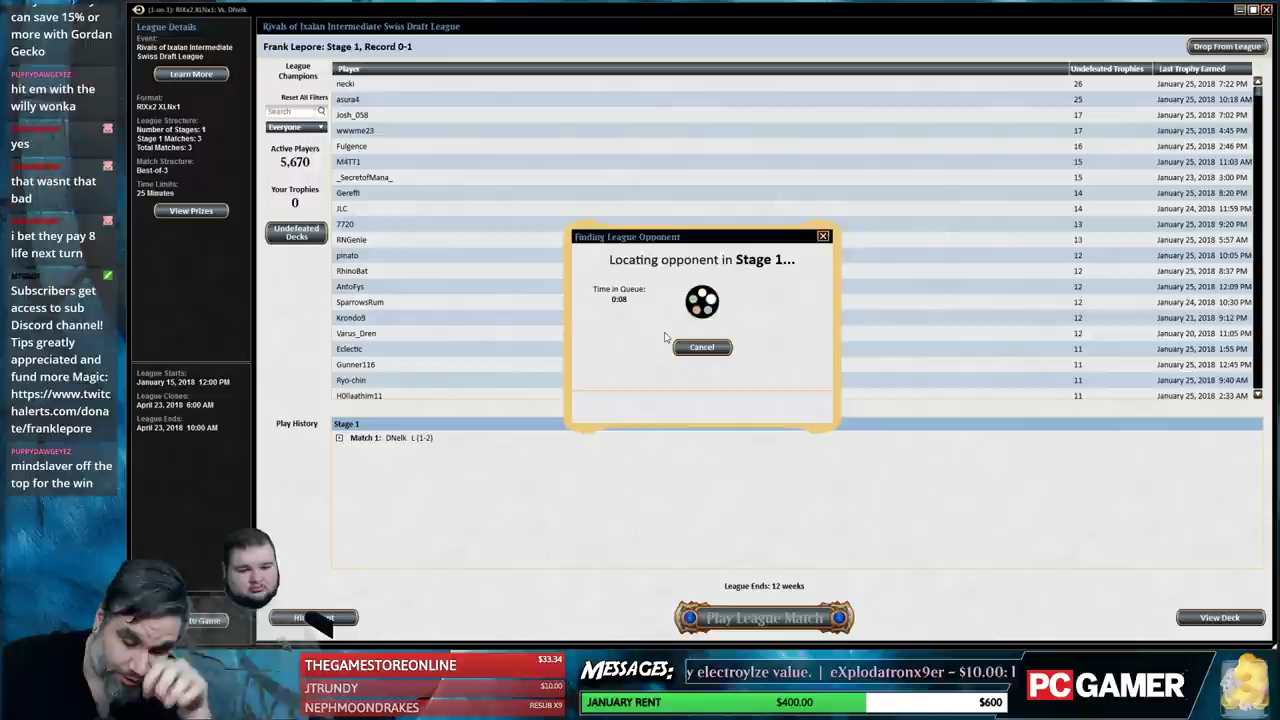 can save 15% or
more with Gordan
Gecko
PUPPYDAWGEYEZ
hit em with the
willy wonka
yes
that wasnt that
bad
i bet they pay 8
life next turn
Subscribers get
access to sub
Discord channel!
Tips greatly
appreciated and
fund more Magic:
https://www.twitc
halerts.com/dona
te/franklepore
PUPPYDAWGEYEZ
mindslaver off the
top for the win
(1-on-1): RIXx2 XLNx1: Vs. DNelk
League Details
Event:
Rivals of Ixalan Intermediate
Swiss Draft League
Learn More
Format:
RIXx2 XLNx1
League Structure:
Number of Stages: 1
Stage 1 Matches: 3
Total Matches: 3
Match Structure:
Best-of-3
Time Limits:
25 Minutes
View Prizes
League Starts:
January 15, 2018 12:00 PM
League Closes:
April 23, 2018 6:00 AM
League Ends:
April 23, 2018 10:00 AM
to Game
Rivals of Ixalan Intermediate Swiss Draft League
Frank Lepore: Stage 1, Record 0-1
Drop From League
League
Champions
Reset All Filters
Search
Everyone
Active Players
5,670
Your Trophies
0
Undefeated
Decks
Player Undefeated Trophies Last Trophy Earned
necki 26 January 25, 2018 7:22 PM
asura4 25 January 25, 2018 10:18 AM
Josh_058 17 January 25, 2018 7:02 PM
wwwme23 17 January 25, 2018 4:45 PM
Fulgence 16 January 25, 2018 2:46 PM
M4TT1 15 January 25, 2018 11:03 AM
_SecretofMana_ 15 January 23, 2018 3:00 PM
Gereffi 14 January 25, 2018 8:20 PM
JLC 14 January 24, 2018 11:59 PM
7720 13 January 25, 2018 9:20 PM
RNGenie 13 January 25, 2018 5:57 AM
pinato 12 January 25, 2018 10:05 PM
RhinoBat 12 January 25, 2018 8:37 PM
AntoFys 12 January 25, 2018 12:09 PM
SparrowsRum 12 January 24, 2018 10:30 PM
Krondo9 12 January 21, 2018 9:12 PM
Varus_Dren 12 January 20, 2018 11:05 PM
Eclectic 11 January 25, 2018 1:55 PM
Gunner116 11 January 25, 2018 12:45 PM
Ryo-chin 11 January 25, 2018 9:40 AM
H0llaathim11 11 January 25, 2018 2:33 AM
Finding League Opponent
Locating opponent in Stage 1...
Time in Queue:
0:08
Cancel
Play History
Stage 1
Match 1: DNelk L (1-2)
League Ends: 12 weeks
Play League Match
View Deck
THEGAMESTOREONLINE $33.34
JTRUNDY $10.00
NEPHMOONDRAKES RESUB X9
MESSAGES:
y electroylze value. | eXplodatronx9er – $10.00:
JANUARY RENT $400.00 $600
PC GAMER